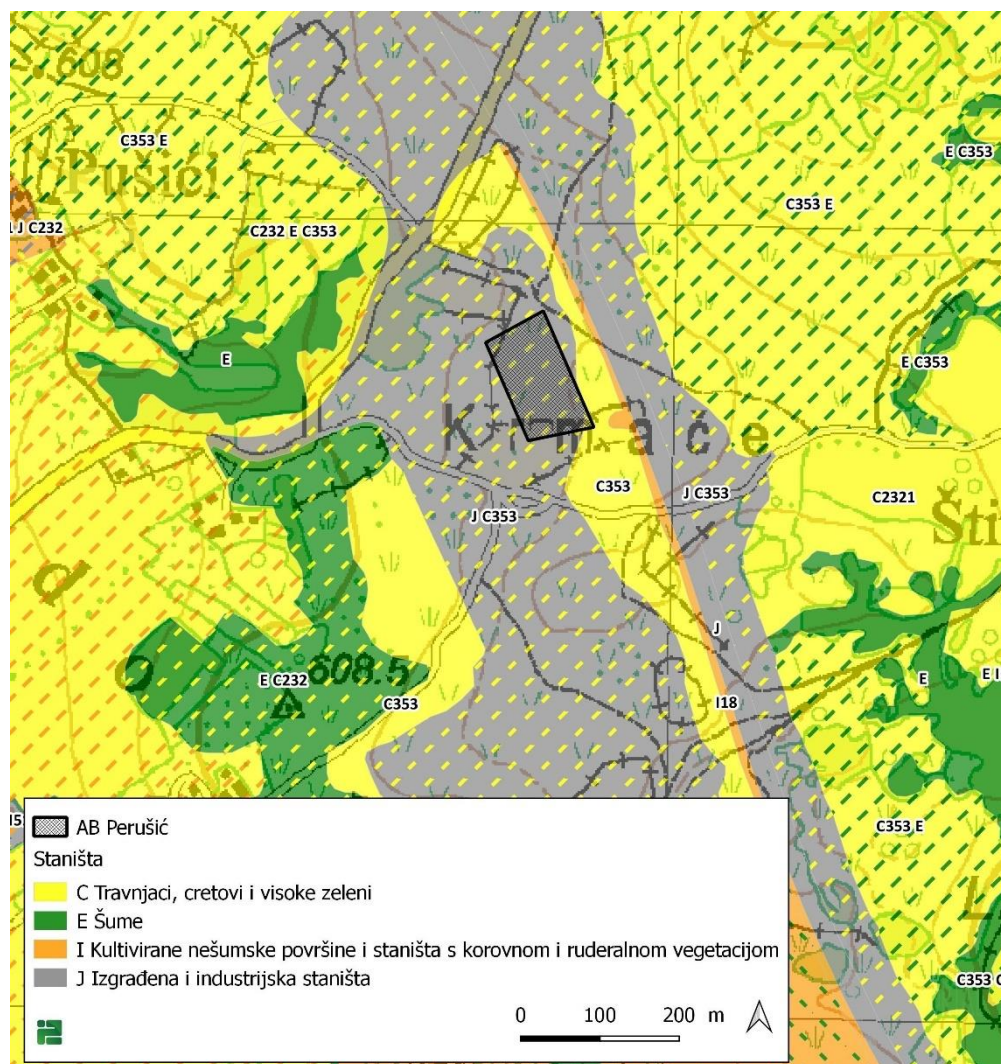 608
C353 E
Pušići
E C353
1 J C232
C232 E C353
C353 E
E
E C353
C353
J C353
C2321
J C353
Šti
J
E C232
608.5
C353
E
E I
I18
C353 E
C353 C
AB Perušić
Staništa
C Travnjaci, cretovi i visoke zeleni
E Šume
I Kultivirane nešumske površine i staništa s korovnom i ruderalnom vegetacijom
J Izgrađena i industrijska staništa
0 100 200 m